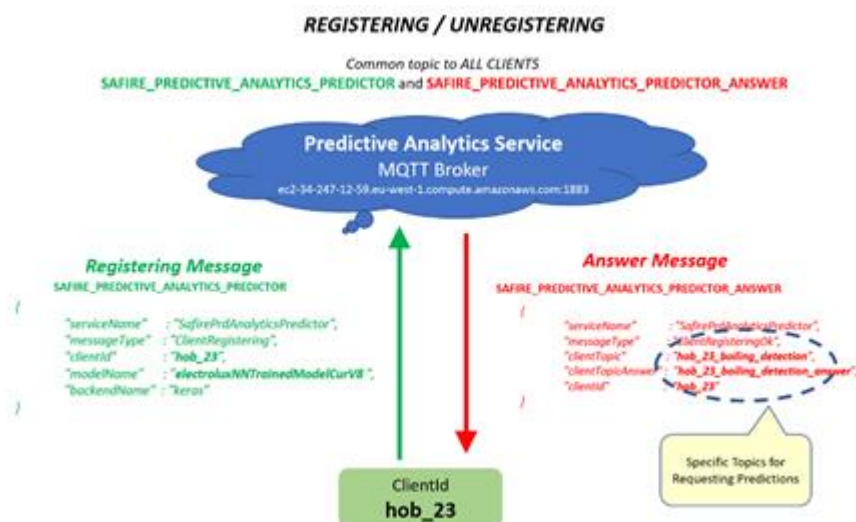 REGISTERING / UNREGISTERING
Common topic to ALL CLIENTS
SAFIRE_PREDICTIVE_ANALYTICS_PREDICTOR and SAFIRE_PREDICTIVE_ANALYTICS_PREDICTOR_ANSWER
Predictive Analytics Service
MQTT Broker
ec2-34-247-12-59.eu-west-1.compute.amazonaws.com:1883
Registering Message
SAFIRE_PREDICTIVE_ANALYTICS_PREDICTOR
{
"serviceName" : "SafirePrdAnalyticsPredictor",
"messageType" : "ClientRegistering",
"clientId" : "hob_23",
"modelName" : "electroluxNNTrainedModelCurV8",
"backendName" : "keras"
}
Answer Message
SAFIRE_PREDICTIVE_ANALYTICS_PREDICTOR_ANSWER
{
"serviceName" : "SafirePrdAnalyticsPredictor",
"messageType" : "ClientRegisteringOk",
"clientTopic" : "hob_23_boiling_detection",
"clientTopicAnswer" : "hob_23_boiling_detection_answer",
"clientId" : "hob_23"
}
Specific Topics for
Requesting Predictions
ClientId
hob_23